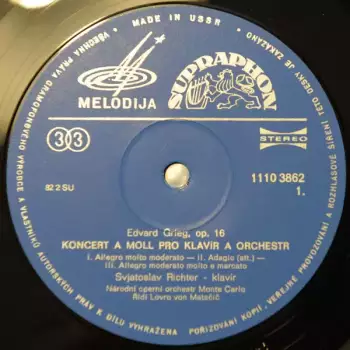 MADE IN USSR
VŠECHNA PRÁVA GRAMOFONOVÉHO VÝROBCE A VLASTNÍKŮ AUTORSKÝCH PRÁV K DÍLU VYHRAŽENA POŘIZOVÁNÍ KOPIÍ, VEŘEJNÉ PROVOZOVÁNÍ A ROZHLASOVÉ ŠÍŘENÍ TÉTO DESKY JE ZAKÁZÁNO
MELODIJA
SUPRAPHON
33
STEREO
82 2 SU
1110 3862
1.
Edvard Grieg, op. 16
KONCERT A MOLL PRO KLAVÍR A ORCHESTR
I. Allegro molto moderato — II. Adagio (att.) —
III. Allegro moderato molto e marcato
Svjatoslav Richter - klavír
Národní operní orchestr Monte Carlo
Řídí Lovro von Matačič